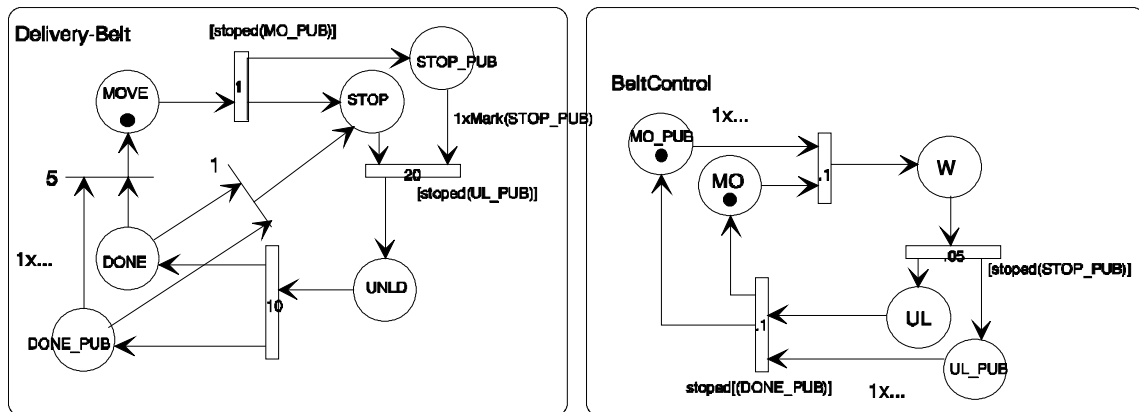 Delivery-Belt
[stoped(MO_PUB)]
MOVE
1
STOP_PUB
STOP
1xMark(STOP_PUB)
5
1
20
[stoped(UL_PUB)]
1x...
DONE
10
UNLD
DONE_PUB
BeltControl
1x...
MO_PUB
.1
MO
W
.05
[stoped(STOP_PUB)]
.1
UL
UL_PUB
stoped[(DONE_PUB)]
1x...